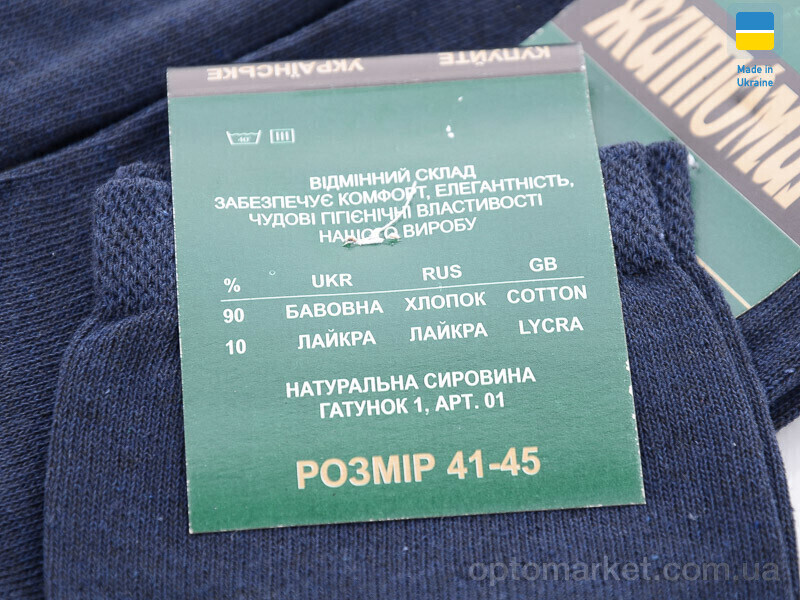 КУПУЙТЕ
УКРАЇНСЬКЕ
ЖИТОМИ
Made in
Ukraine
40°
ВІДМІННИЙ СКЛАД
ЗАБЕЗПЕЧУЄ КОМФОРТ, ЕЛЕГАНТНІСТЬ,
ЧУДОВІ ГІГІЄНІЧНІ ВЛАСТИВОСТІ
НАШОГО ВИРОБУ
% UKR RUS GB
90 БАВОВНА ХЛОПОК COTTON
10 ЛАЙКРА ЛАЙКРА LYCRA
НАТУРАЛЬНА СИРОВИНА
ГАТУНОК 1, АРТ. 01
РОЗМІР 41-45
optomarket.com.ua